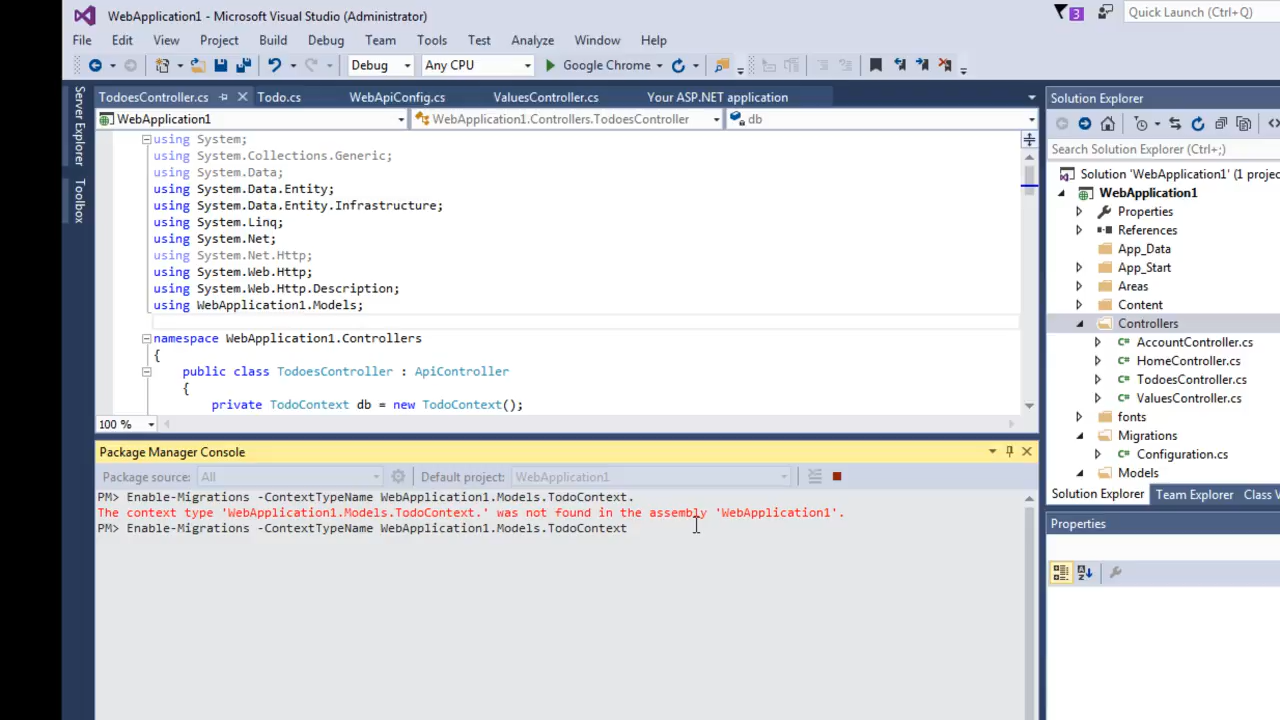 WebApplication1 - Microsoft Visual Studio (Administrator)
3
Quick Launch (Ctrl+Q)
File Edit View Project Build Debug Team Tools Test Analyze Window Help
Debug Any CPU Google Chrome
Server Explorer
Toolbox
TodoesController.cs Todo.cs WebApiConfig.cs ValuesController.cs Your ASP.NET application
WebApplication1 WebApplication1.Controllers.TodoesController db
using System;
using System.Collections.Generic;
using System.Data;
using System.Data.Entity;
using System.Data.Entity.Infrastructure;
using System.Linq;
using System.Net;
using System.Net.Http;
using System.Web.Http;
using System.Web.Http.Description;
using WebApplication1.Models;
namespace WebApplication1.Controllers
{
public class TodoesController : ApiController
{
private TodoContext db = new TodoContext();
100 %
Package Manager Console
Package source: All Default project: WebApplication1
PM> Enable-Migrations -ContextTypeName WebApplication1.Models.TodoContext.
The context type 'WebApplication1.Models.TodoContext.' was not found in the assembly 'WebApplication1'.
PM> Enable-Migrations -ContextTypeName WebApplication1.Models.TodoContext
Solution Explorer
Search Solution Explorer (Ctrl+;)
Solution 'WebApplication1' (1 projec
WebApplication1
Properties
References
App_Data
App_Start
Areas
Content
Controllers
AccountController.cs
HomeController.cs
TodoesController.cs
ValuesController.cs
fonts
Migrations
Configuration.cs
Models
Solution Explorer Team Explorer Class V
Properties